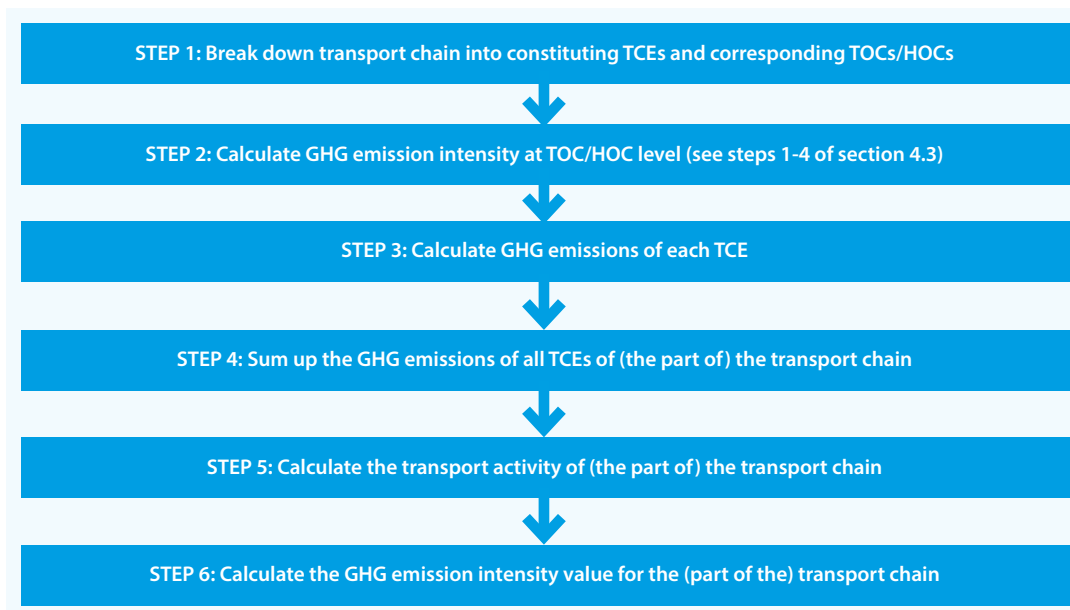 STEP 1: Break down transport chain into constituting TCEs and corresponding TOCs/HOCs
STEP 2: Calculate GHG emission intensity at TOC/HOC level (see steps 1-4 of section 4.3)
STEP 3: Calculate GHG emissions of each TCE
STEP 4: Sum up the GHG emissions of all TCEs of (the part of) the transport chain
STEP 5: Calculate the transport activity of (the part of) the transport chain
STEP 6: Calculate the GHG emission intensity value for the (part of the) transport chain